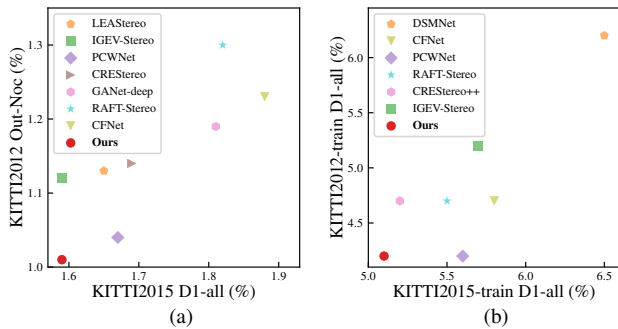 KITTI2012 Out-Noc (%)
1.3
1.2
1.1
1.0
LEAStereo
IGEV-Stereo
PCWNet
CREStereo
GANet-deep
RAFT-Stereo
CFNet
Ours
1.6 1.7 1.8 1.9
KITTI2015 D1-all (%)
(a)
KITTI2012-train D1-all (%)
6.0
5.5
5.0
4.5
DSMNet
CFNet
PCWNet
RAFT-Stereo
CREStereo++
IGEV-Stereo
Ours
5.0 5.5 6.0 6.5
KITTI2015-train D1-all (%)
(b)